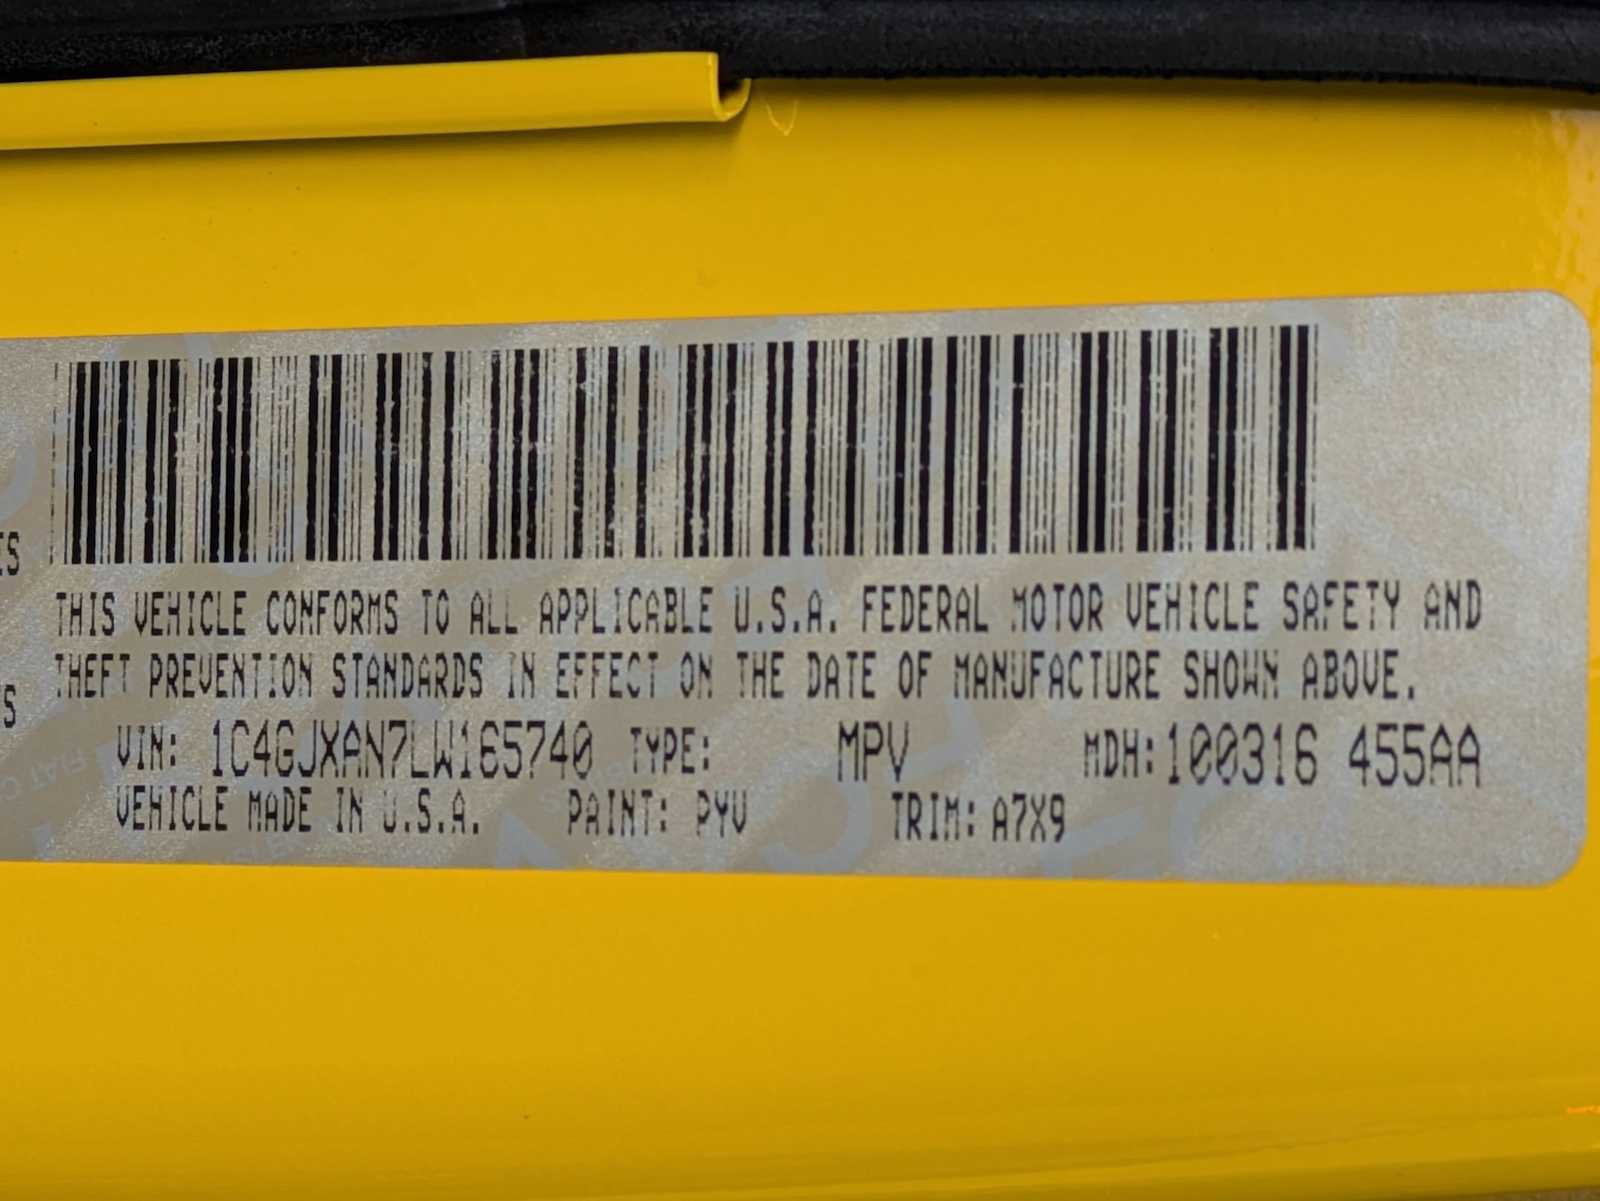 ES
THIS VEHICLE CONFORMS TO ALL APPLICABLE U.S.A. FEDERAL MOTOR VEHICLE SAFETY AND
S
THEFT PREVENTION STANDARDS IN EFFECT ON THE DATE OF MANUFACTURE SHOWN ABOVE.
VIN: 1C4GJXAN7LW165740 TYPE: MPV MDH:100316 455AA
VEHICLE MADE IN U.S.A. PAINT: PYV TRIM: A7X9